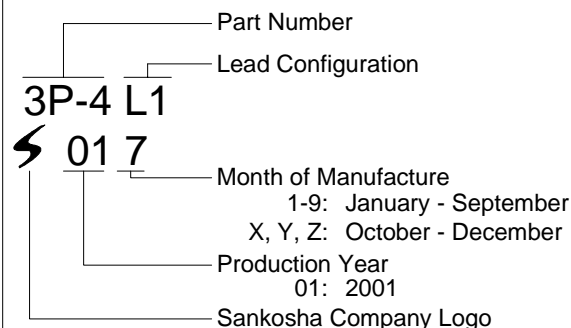 Part Number
Lead Configuration
3P-4 L1
01 7
Month of Manufacture
1-9: January - September
X, Y, Z: October - December
Production Year
01: 2001
Sankosha Company Logo